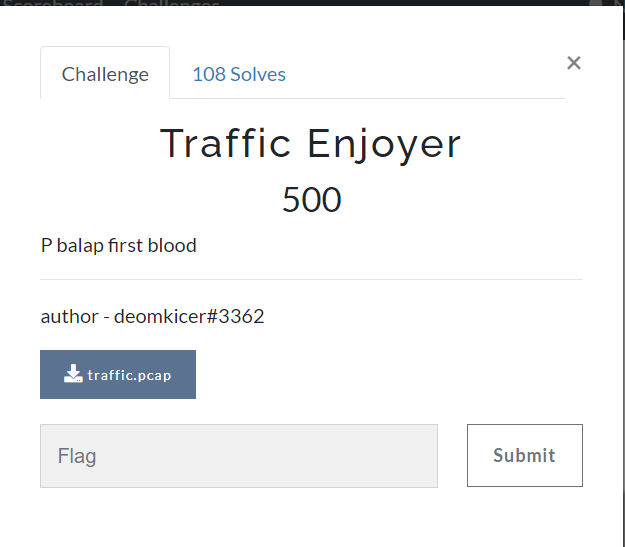 Scoreboard Challenges
Challenge
108 Solves
×
Traffic Enjoyer
500
P balap first blood
author - deomkicer#3362
traffic.pcap
Flag
Submit